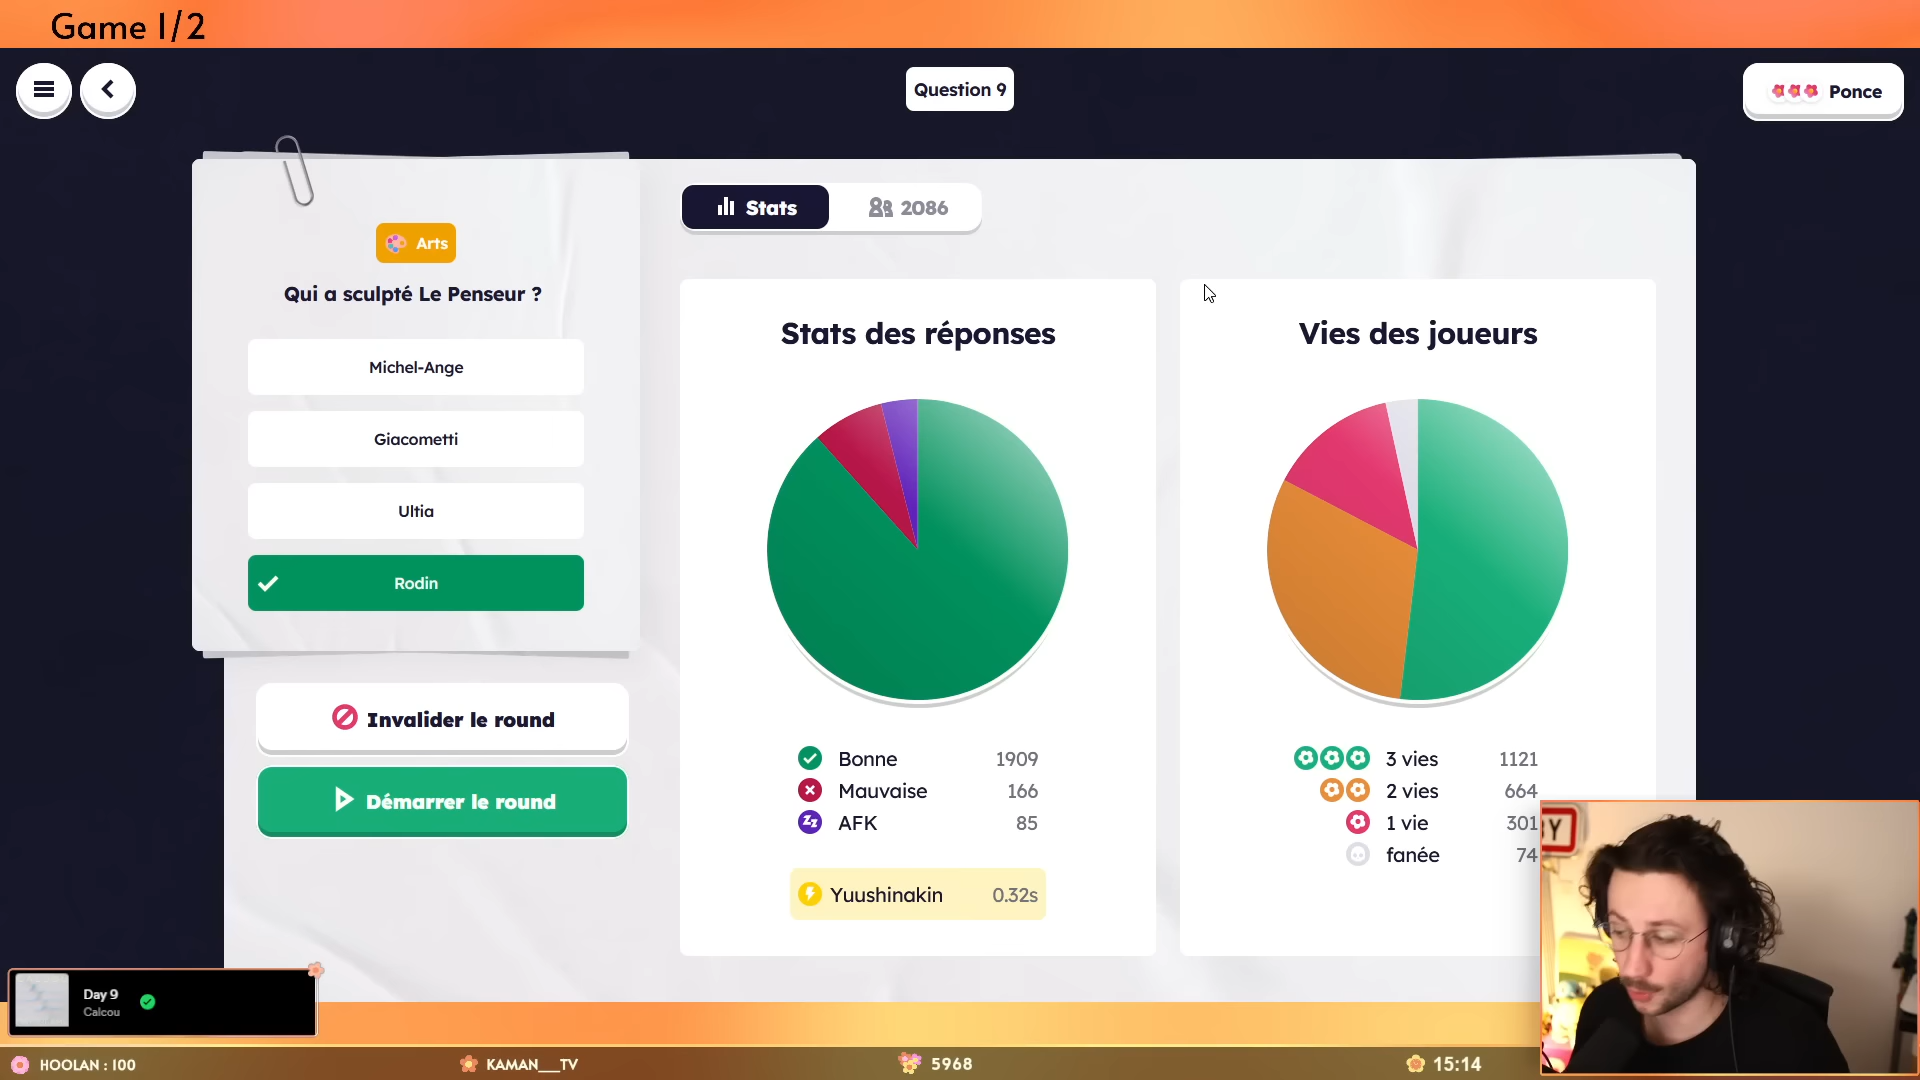 Game 1/2
Question 9
Ponce
Arts
Qui a sculpté Le Penseur ?
Michel-Ange
Giacometti
Ultia
Rodin
Invalider le round
Démarrer le round
Stats
2086
Stats des réponses
Bonne 1909
Mauvaise 166
zz AFK 85
Yuushinakin 0.32s
Vies des joueurs
3 vies 1121
2 vies 664
1 vie 301
fanée 74
BY
Day 9
Calcou
HOOLAN : 100
KAMAN__TV
5968
15:14